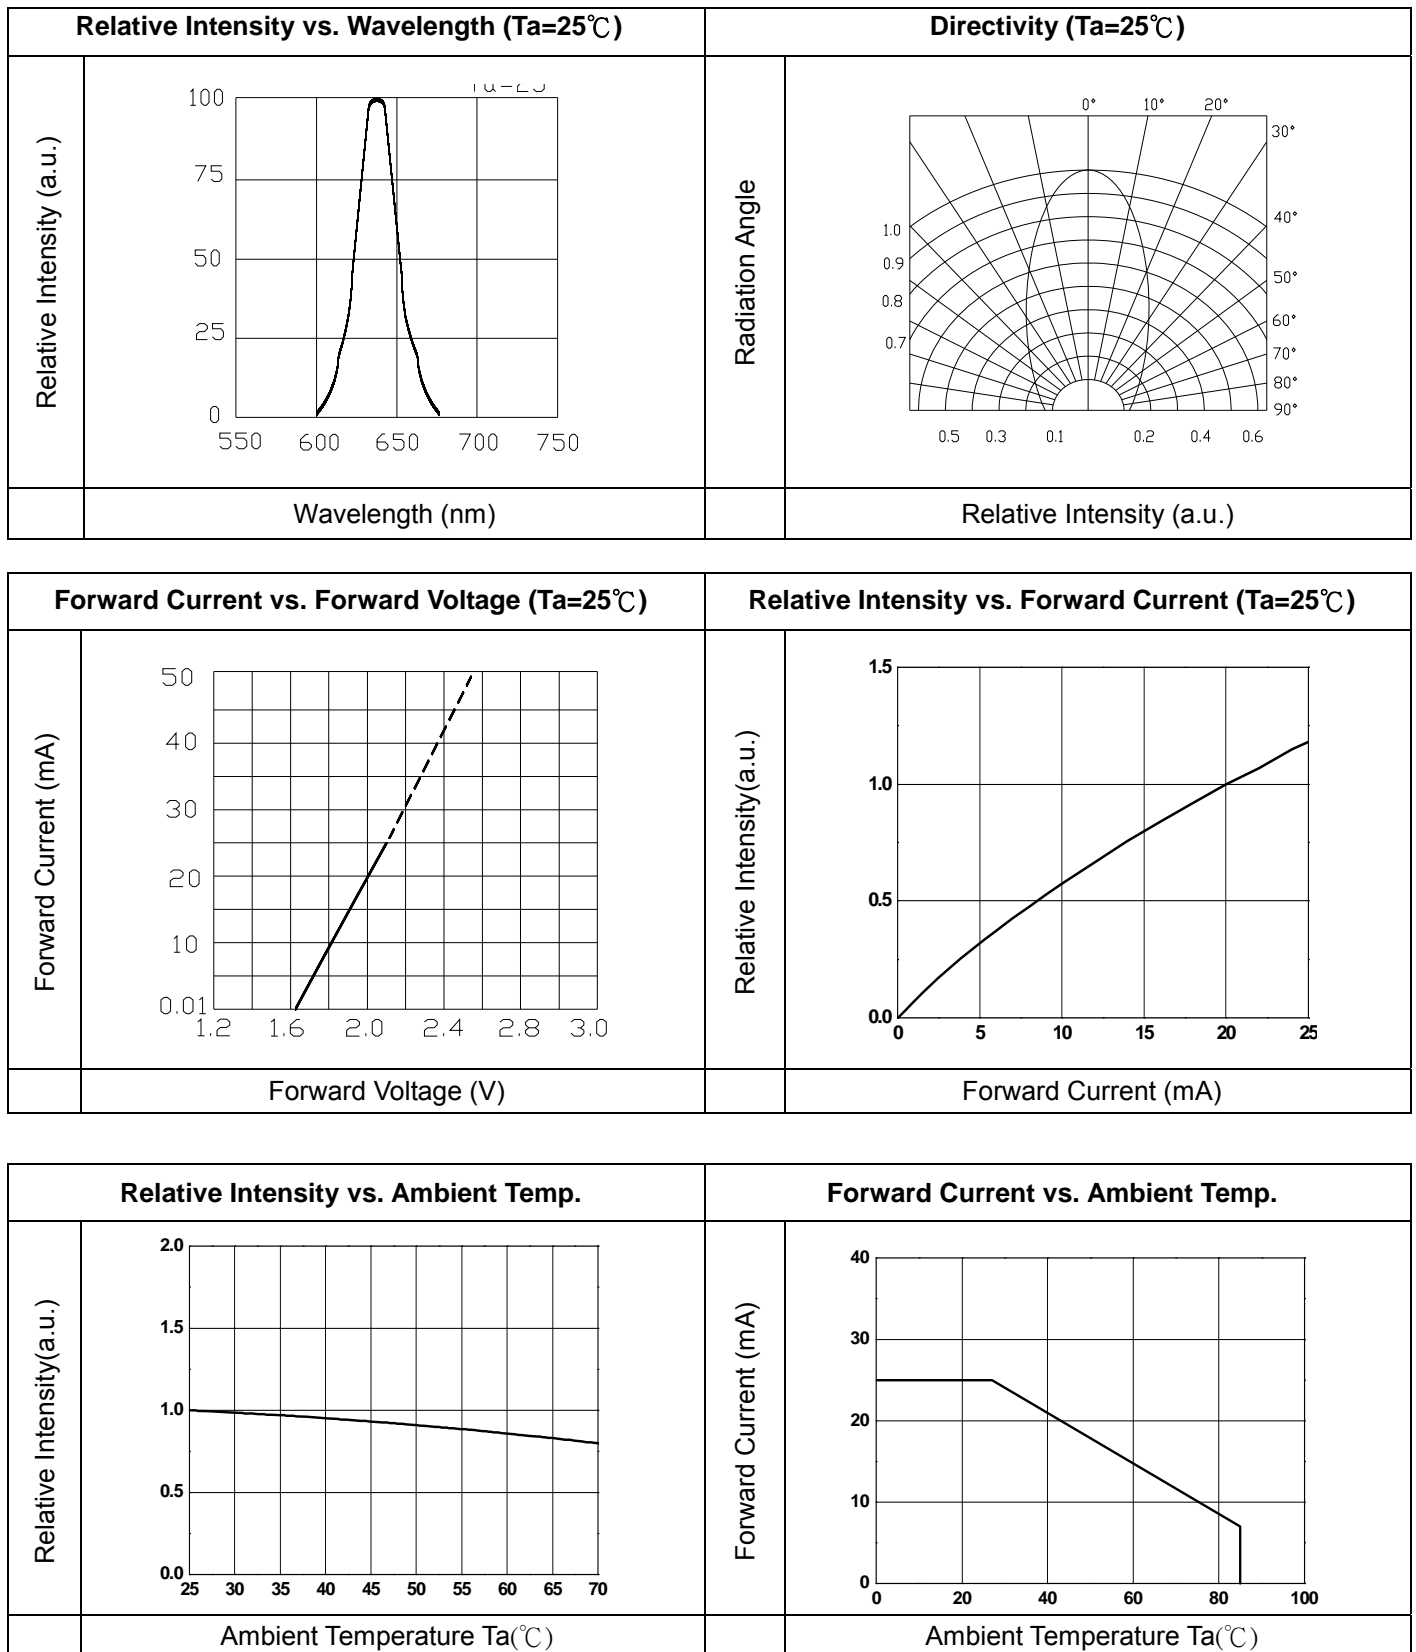 Relative Intensity vs. Wavelength (Ta=25℃)
Directivity (Ta=25℃)
Relative Intensity (a.u.)
100
75
50
25
0
550 600 650 700 750
Wavelength (nm)
Radiation Angle
0° 10° 20°
30°
40°
50°
60°
70°
80°
90°
1.0
0.9
0.8
0.7
0.5 0.3 0.1 0.2 0.4 0.6
Relative Intensity (a.u.)
Forward Current vs. Forward Voltage (Ta=25℃)
Relative Intensity vs. Forward Current (Ta=25℃)
Forward Current (mA)
50
40
30
20
10
0.01
1.2 1.6 2.0 2.4 2.8 3.0
Forward Voltage (V)
Relative Intensity(a.u.)
1.5
1.0
0.5
0.0
0 5 10 15 20 25
Forward Current (mA)
Relative Intensity vs. Ambient Temp.
Forward Current vs. Ambient Temp.
Relative Intensity(a.u.)
2.0
1.5
1.0
0.5
0.0
25 30 35 40 45 50 55 60 65 70
Ambient Temperature Ta(℃)
Forward Current (mA)
40
30
20
10
0
0 20 40 60 80 100
Ambient Temperature Ta(℃)